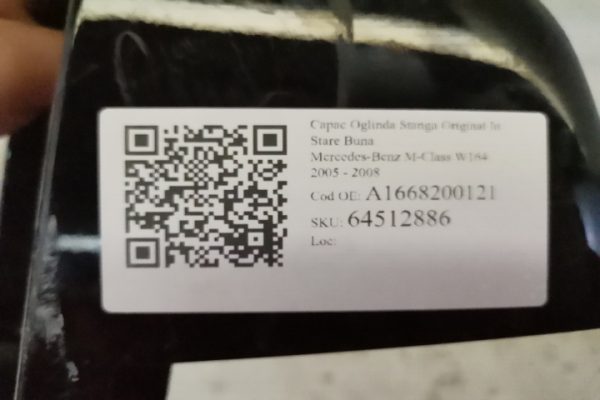 Capac Oglinda Stanga Original In
Stare Buna
Mercedes-Benz M-Class W164
2005 - 2008
Cod OE: A1668200121
SKU: 64512886
Loc: